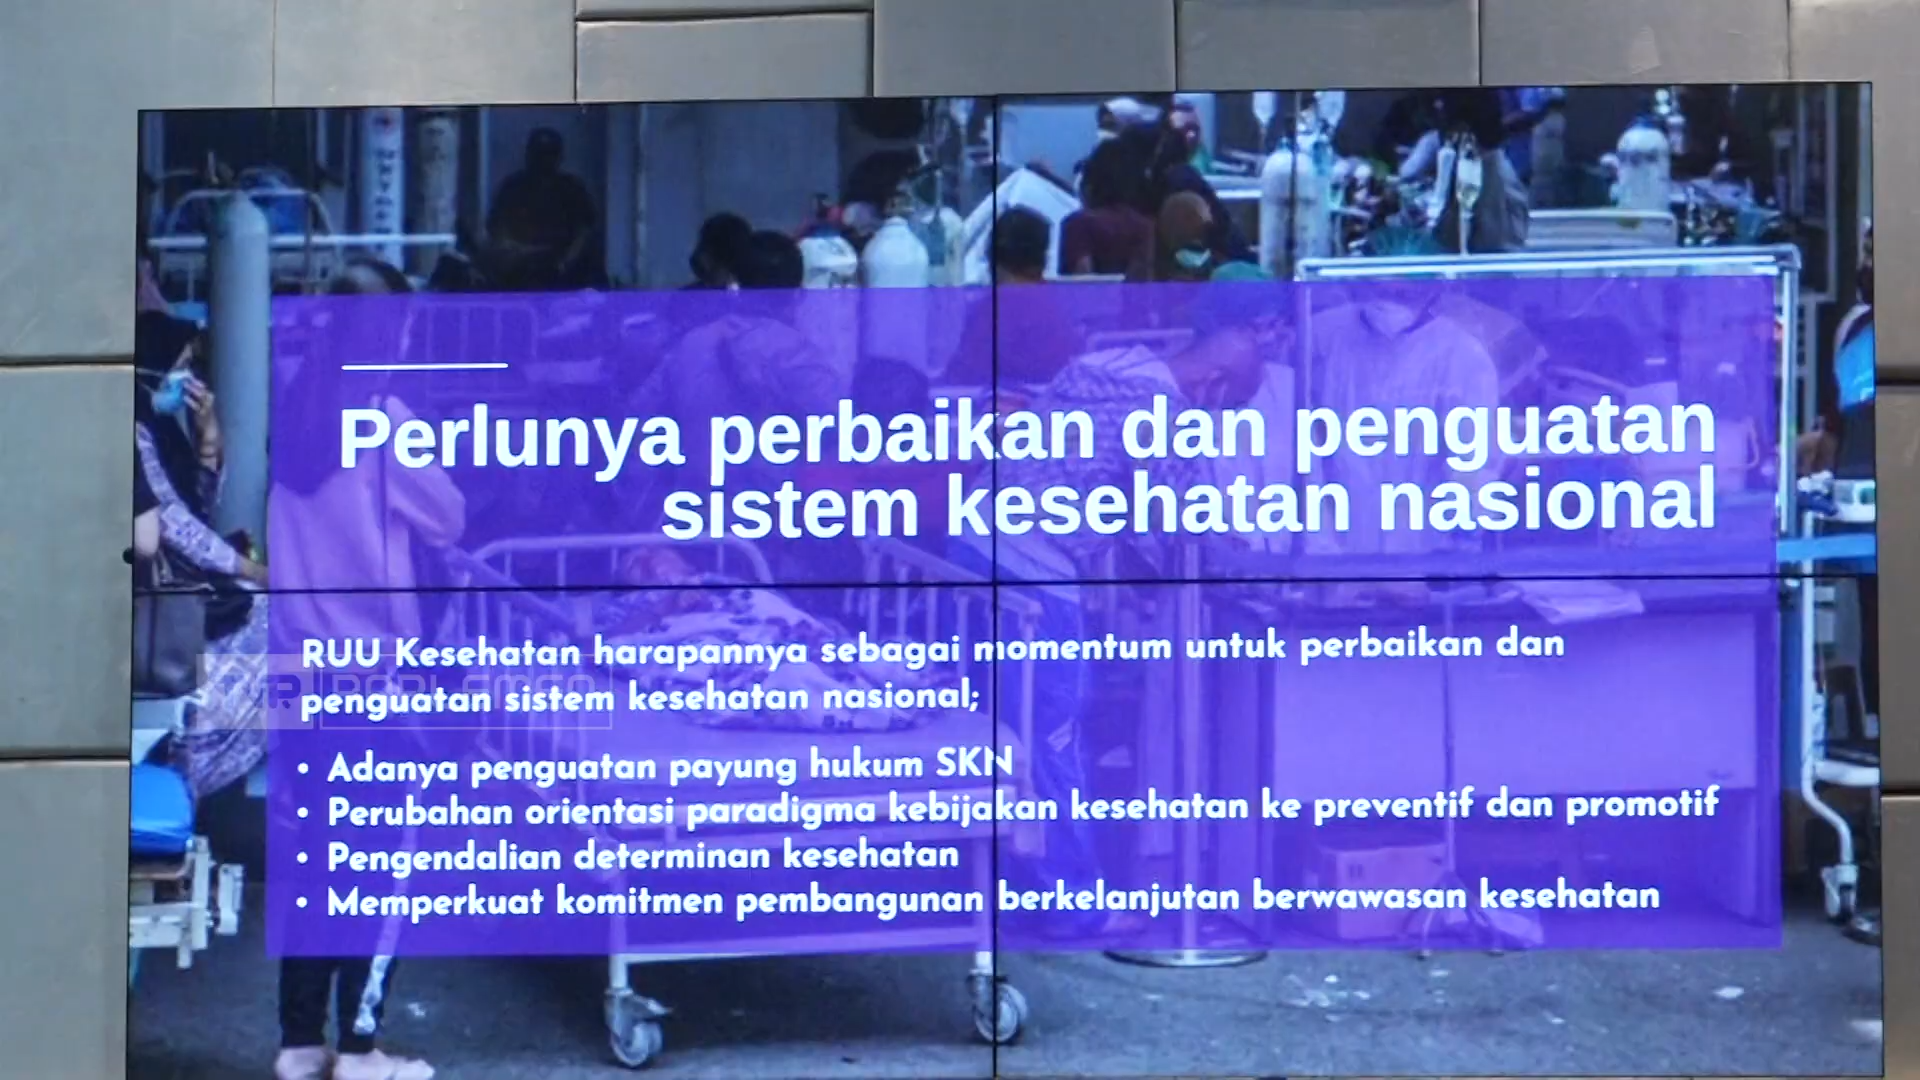 Perlunya perbaikan dan penguatan
sistem kesehatan nasional
RUU Kesehatan harapannya sebagai momentum untuk perbaikan dan
penguatan sistem kesehatan nasional;
• Adanya penguatan payung hukum SKN
• Perubahan orientasi paradigma kebijakan kesehatan ke preventif dan promotif
• Pengendalian determinan kesehatan
• Memperkuat komitmen pembangunan berkelanjutan berwawasan kesehatan
PARLEMEN